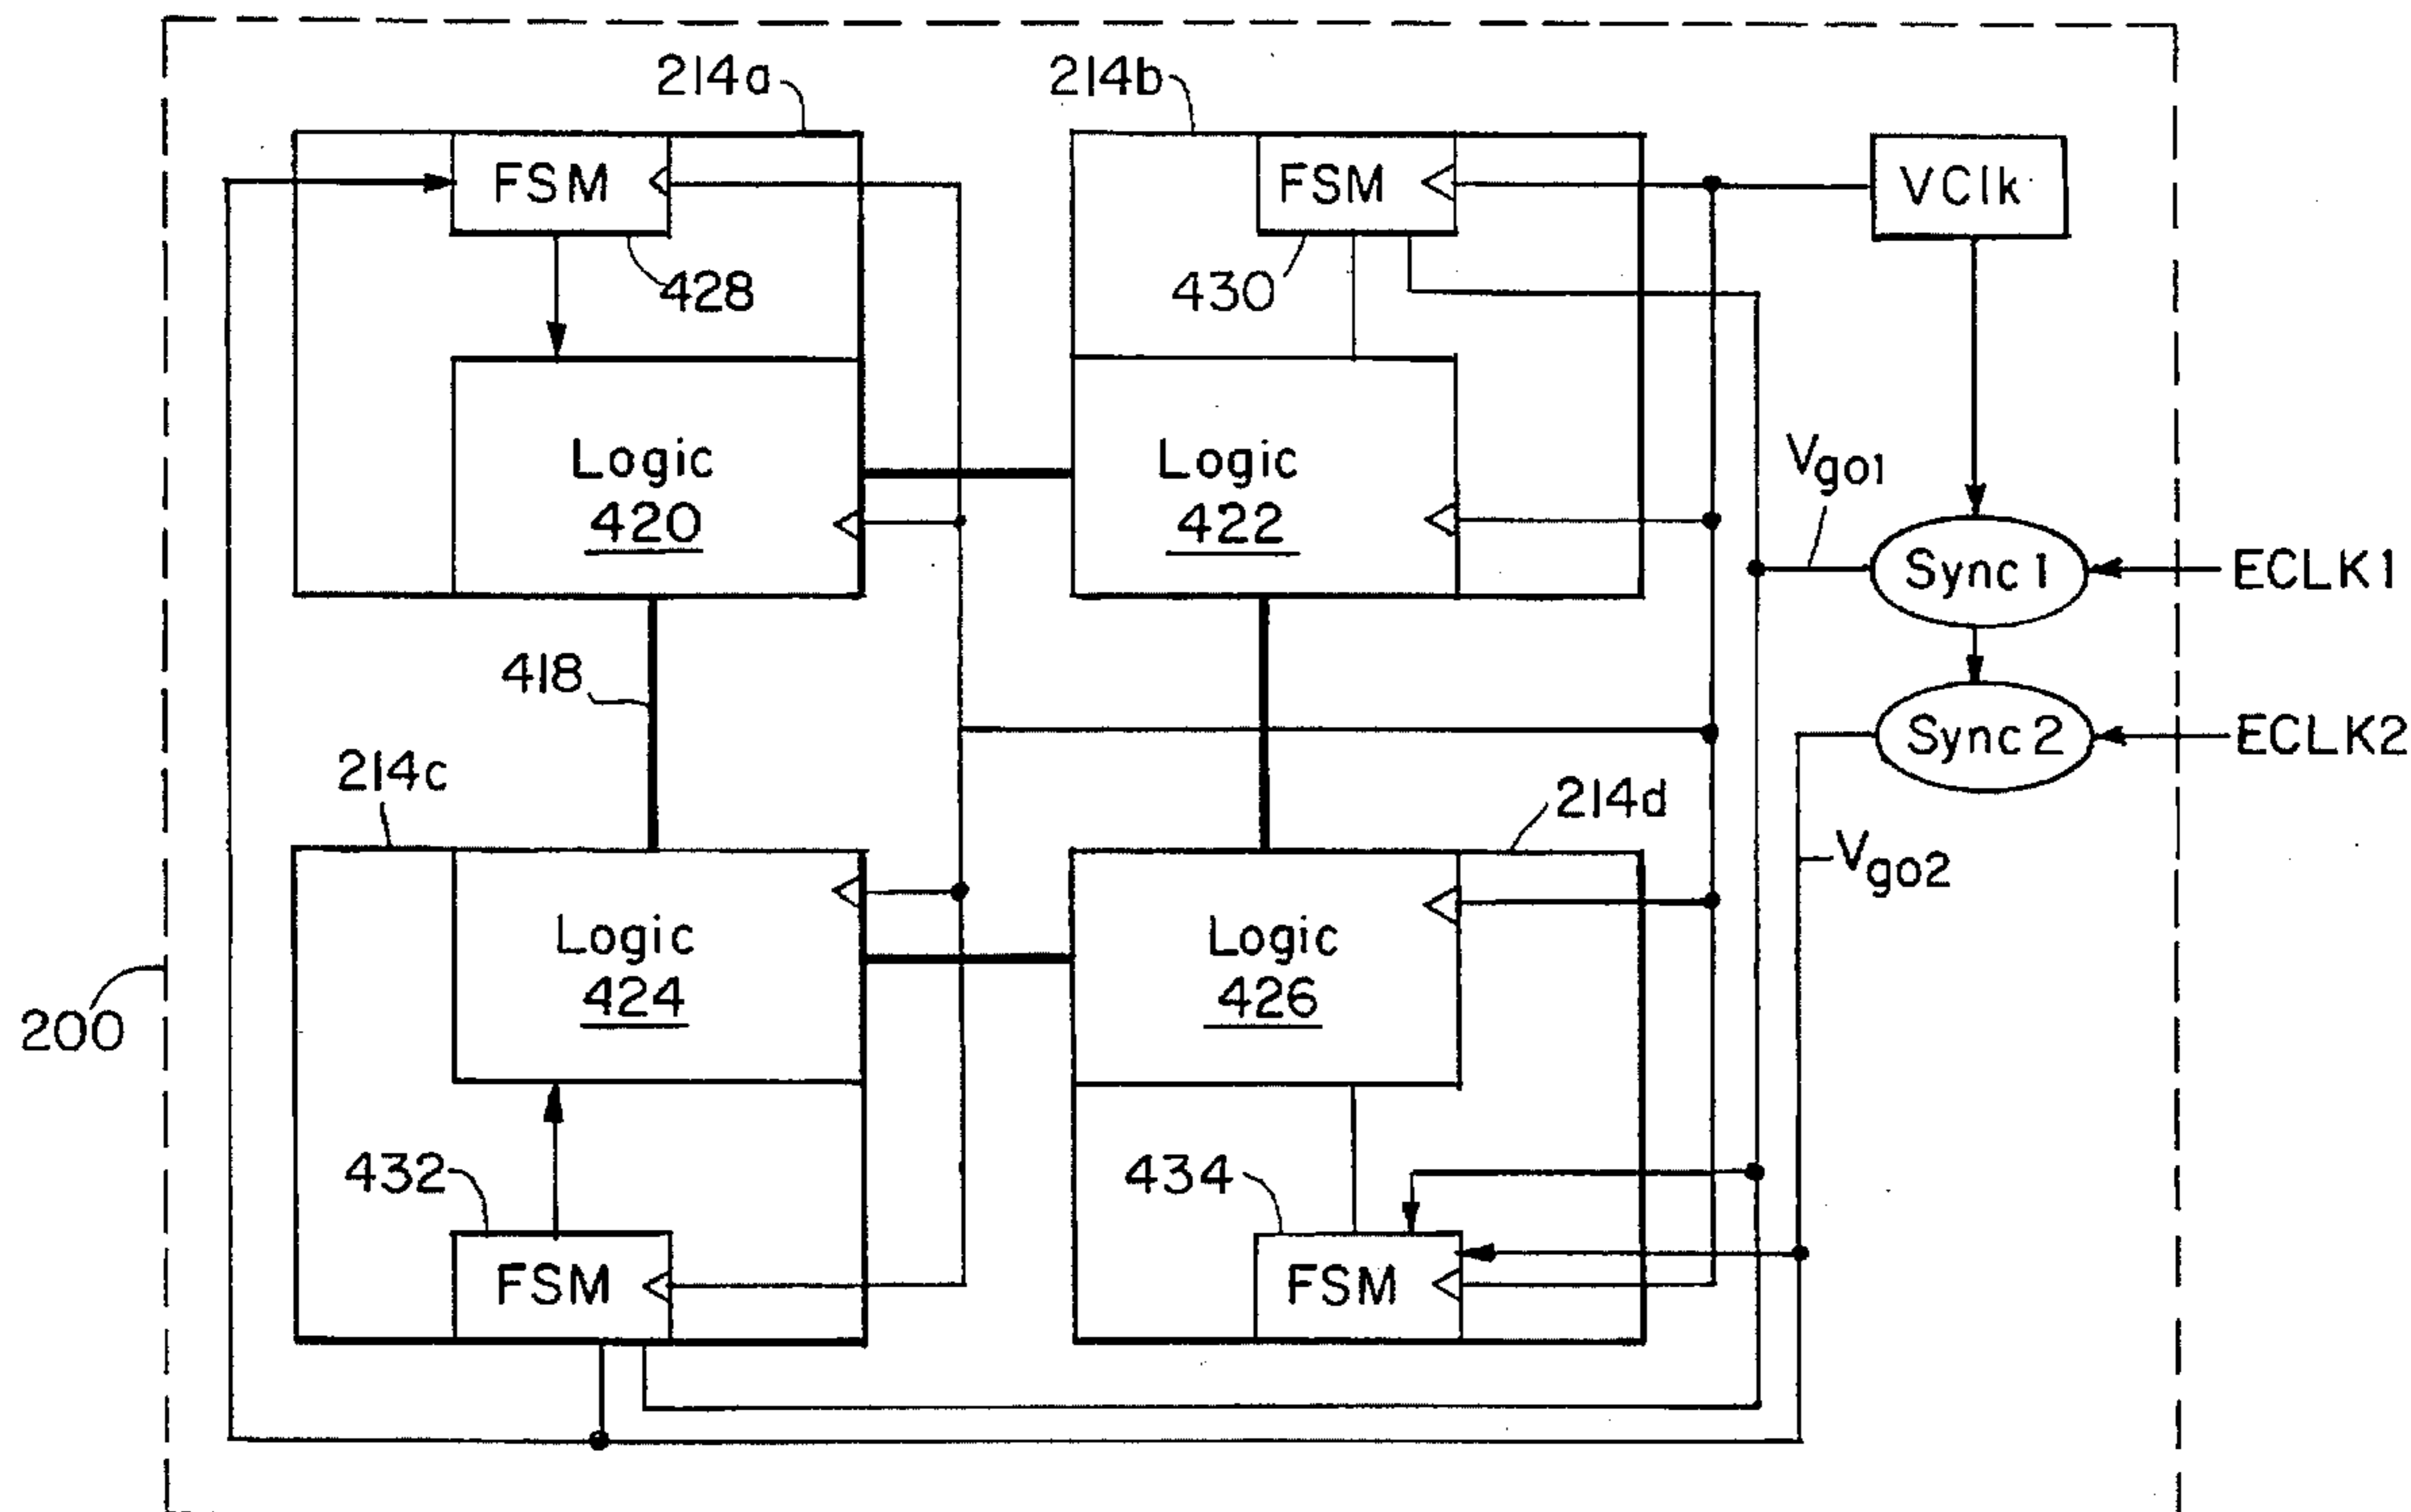 214a
214b
FSM
FSM
VClk
428
430
Logic
420
Logic
422
Vgo1
Sync 1
ECLK1
418
Sync 2
ECLK2
214c
214d
Vgo2
Logic
424
Logic
426
200
432
434
FSM
FSM